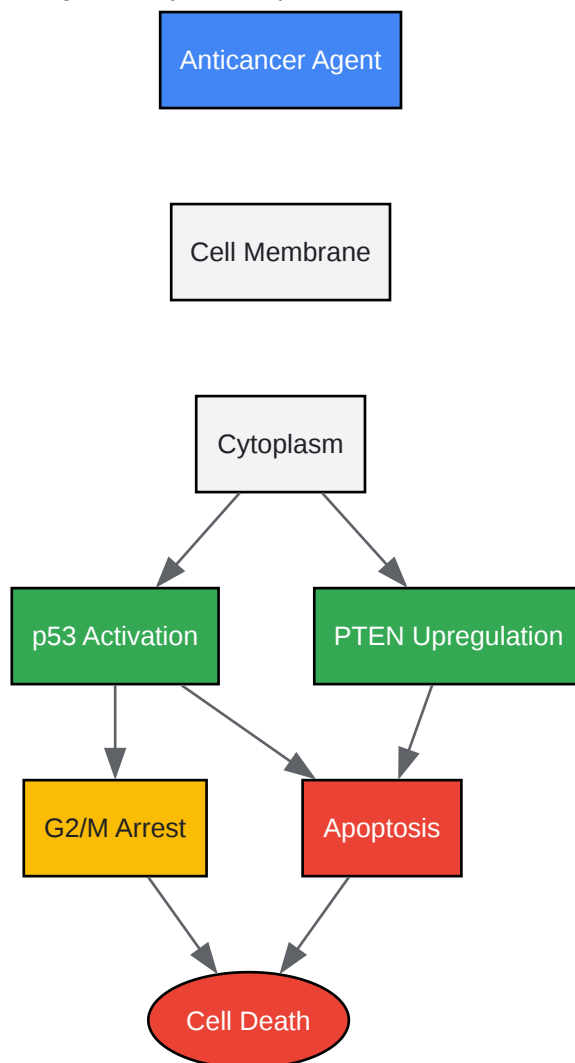 Anticancer Agent
Cell Membrane
Cytoplasm
p53 Activation
PTEN Upregulation
G2/M Arrest
Apoptosis
Cell Death